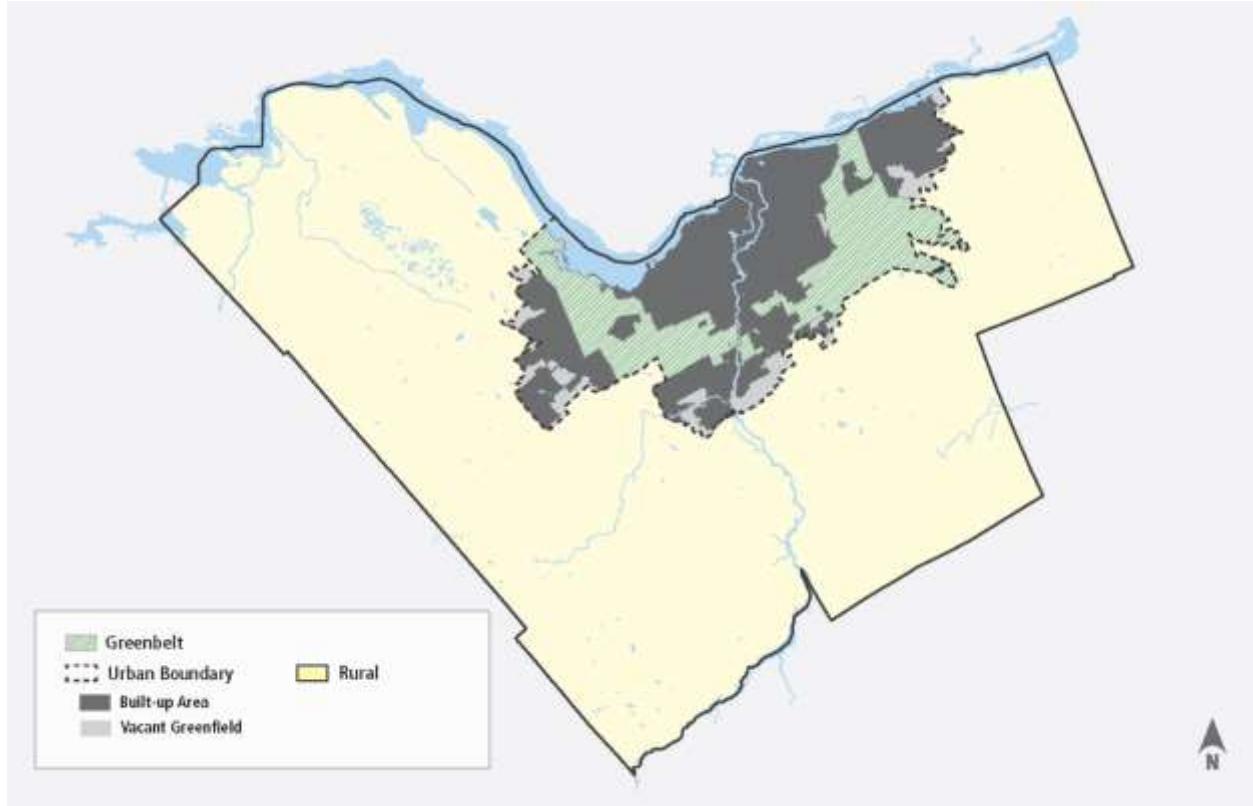 Greenbelt
Urban Boundary
Rural
Built-up Area
Vacant Greenfield
N